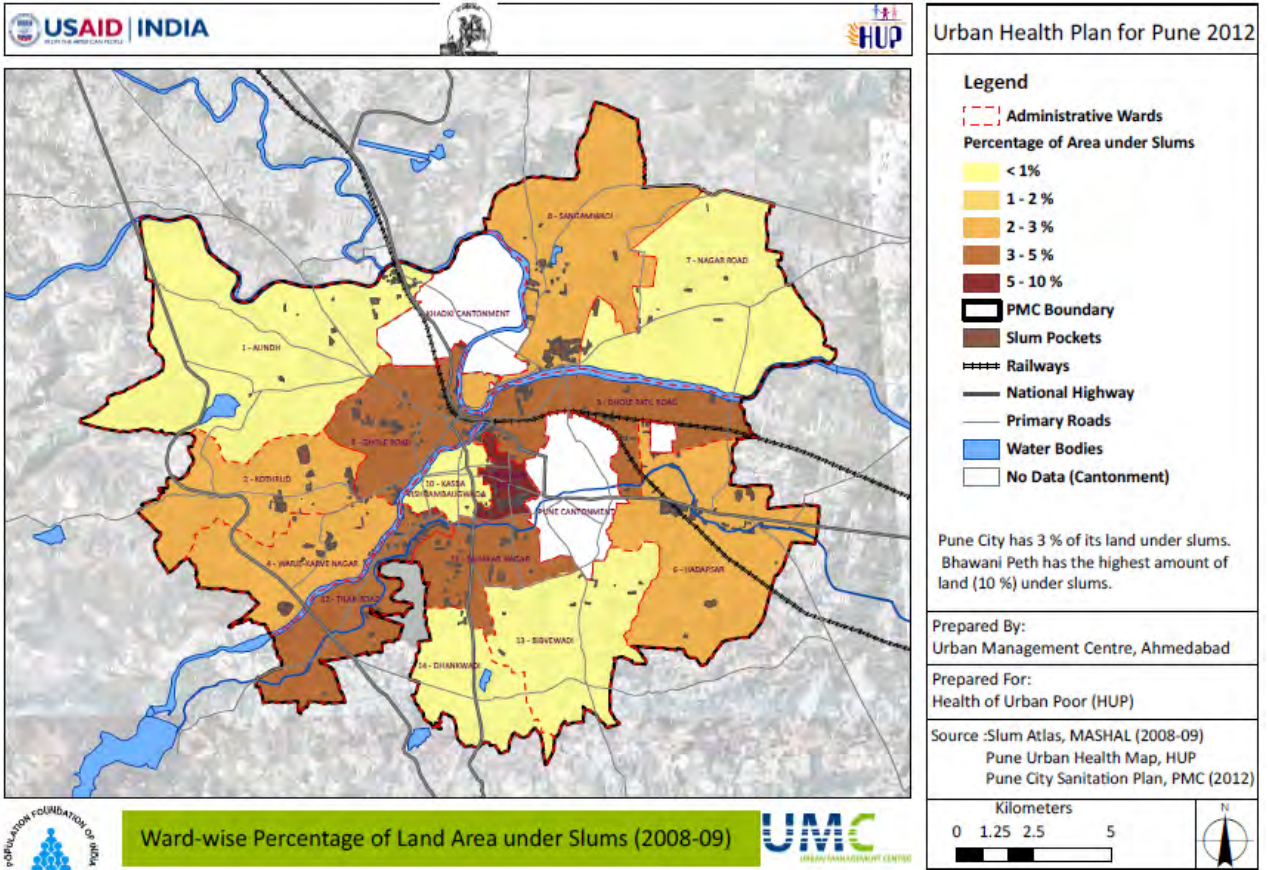 USAID | INDIA
FROM THE AMERICAN PEOPLE
HUP
Urban Health Plan for Pune 2012
Legend
Administrative Wards
Percentage of Area under Slums
< 1%
1 - 2 %
2 - 3 %
3 - 5 %
5 - 10 %
PMC Boundary
Slum Pockets
Railways
National Highway
Primary Roads
Water Bodies
No Data (Cantonment)
8 - SANGAMWADI
7 - NAGAR ROAD
KHADKI CANTONMENT
1 - AUNDH
DHOLE PATIL ROAD
GHOLE ROAD
2 - KOTHRUD
10 - KASBA
VISHRAMBAUGWADA
PUNE CANTONMENT
SAHAKAR NAGAR
4 - WARJE-KARVE NAGAR
6 - HADAPSAR
12 - TILAK ROAD
13 - BIBVEWADI
14 - DHANKWADI
Pune City has 3 % of its land under slums.
Bhawani Peth has the highest amount of
land (10 %) under slums.
Prepared By:
Urban Management Centre, Ahmedabad
Prepared For:
Health of Urban Poor (HUP)
Source :Slum Atlas, MASHAL (2008-09)
Pune Urban Health Map, HUP
Pune City Sanitation Plan, PMC (2012)
Kilometers
0 1.25 2.5 5
N
POPULATION FOUNDATION OF INDIA
Ward-wise Percentage of Land Area under Slums (2008-09)
UMC
URBAN MANAGEMENT CENTRE